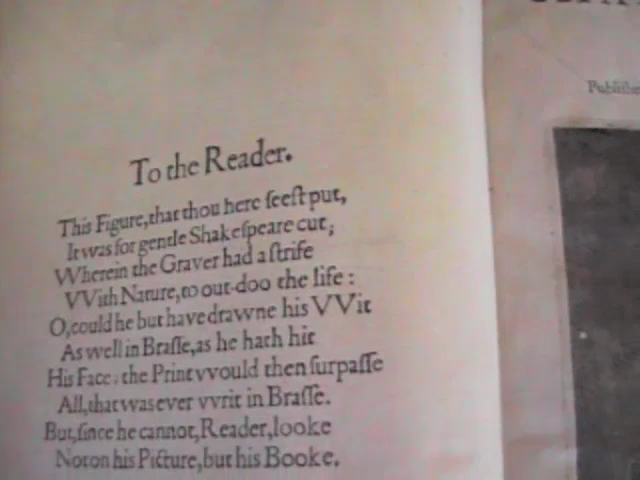 To the Reader.
This Figure, that thou here seeſt put,
It was for gentle Shakeſpeare cut;
Wherein the Graver had a ſtrife
VVith Nature, to out-doo the life :
O, could he but have dravvne his VVit
As well in Braſſe, as he hath hit
His Face ; the Print vvould then ſurpaſſe
All, that was ever vvrit in Braſſe.
But, ſince he cannot, Reader, looke
Not on his Picture, but his Booke.